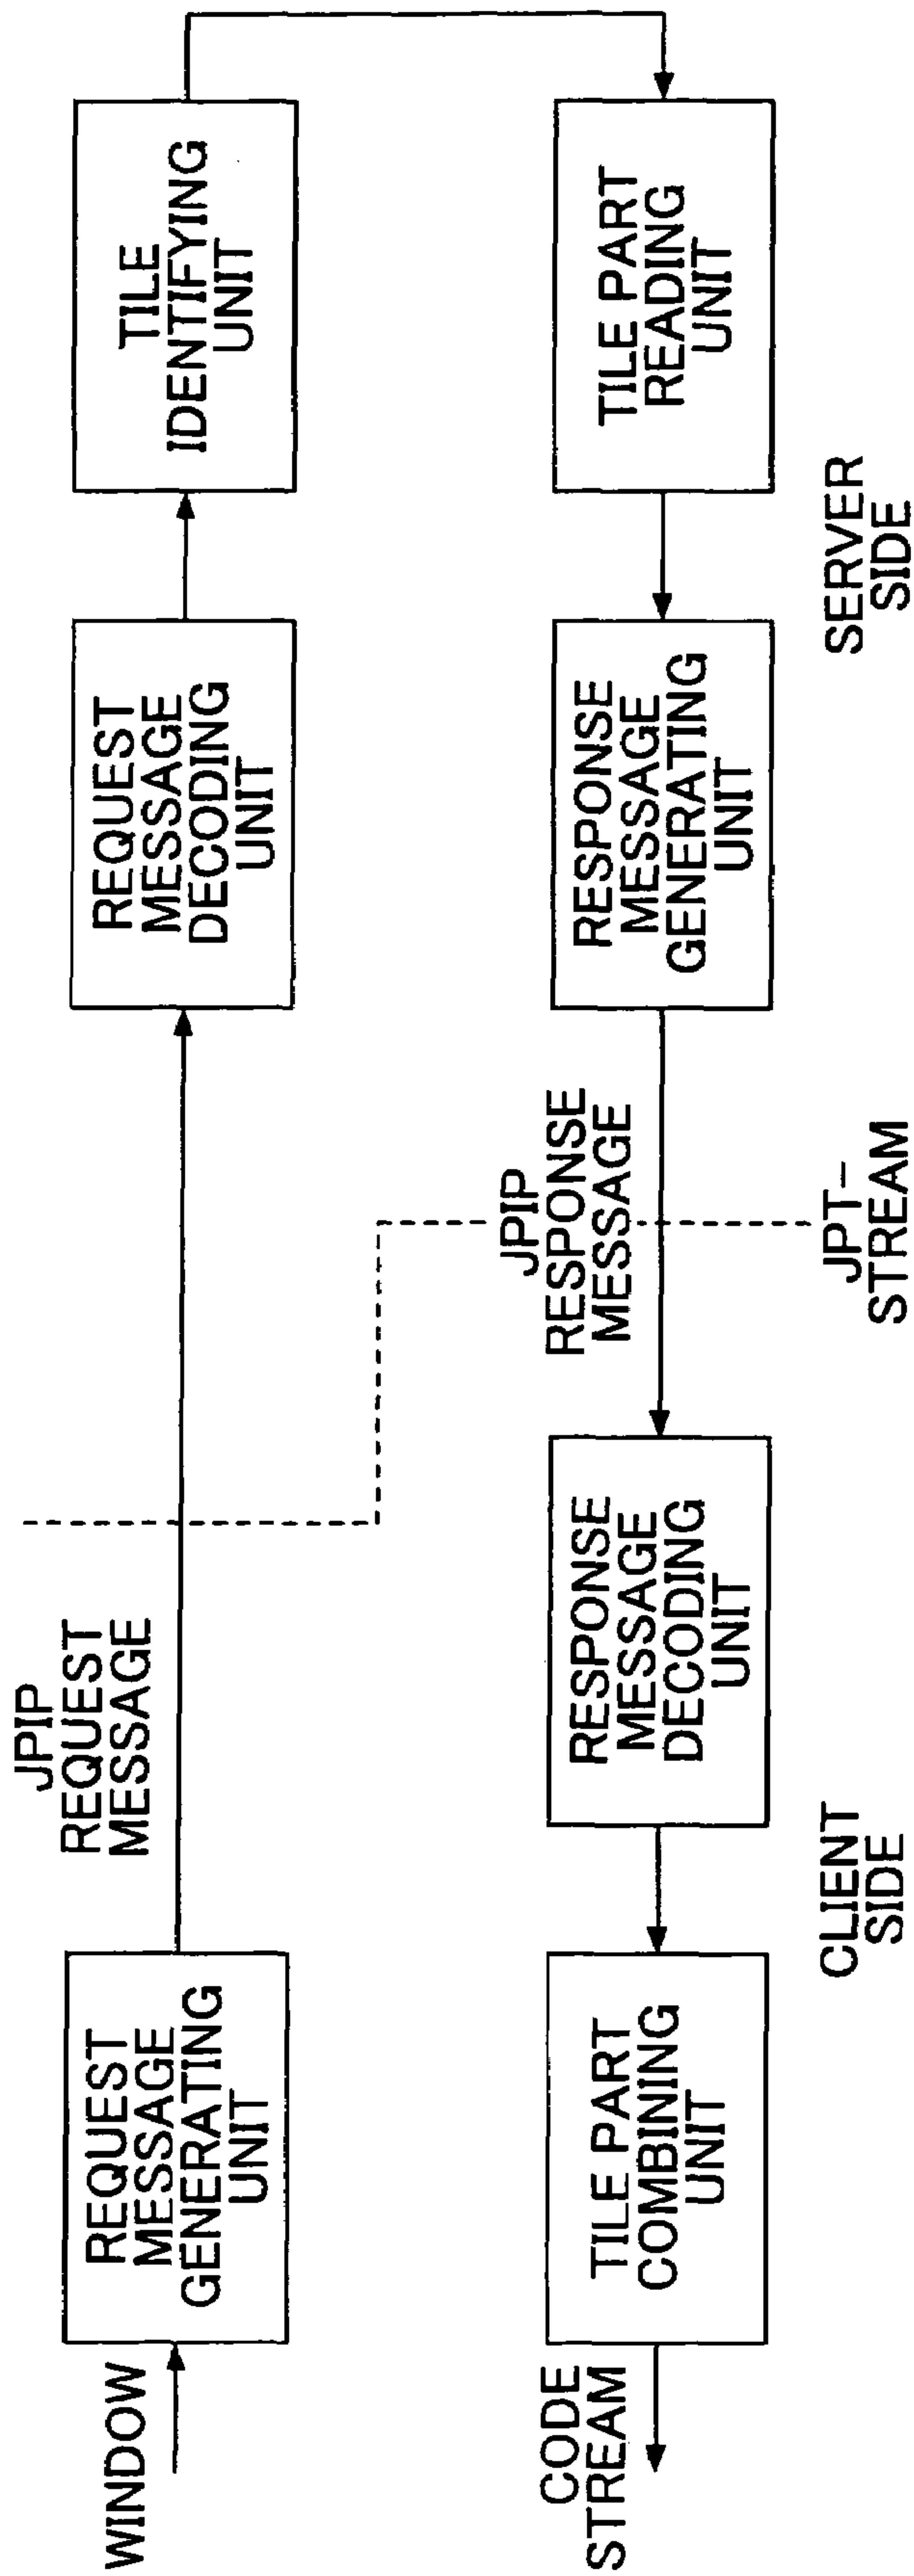 WINDOW
REQUEST
MESSAGE
GENERATING
UNIT
JPIP
REQUEST
MESSAGE
REQUEST
MESSAGE
DECODING
UNIT
TILE
IDENTIFYING
UNIT
CODE
STREAM
TILE PART
COMBINING
UNIT
RESPONSE
MESSAGE
DECODING
UNIT
JPIP
RESPONSE
MESSAGE
RESPONSE
MESSAGE
GENERATING
UNIT
TILE PART
READING
UNIT
CLIENT
SIDE
JPT-
STREAM
SERVER
SIDE